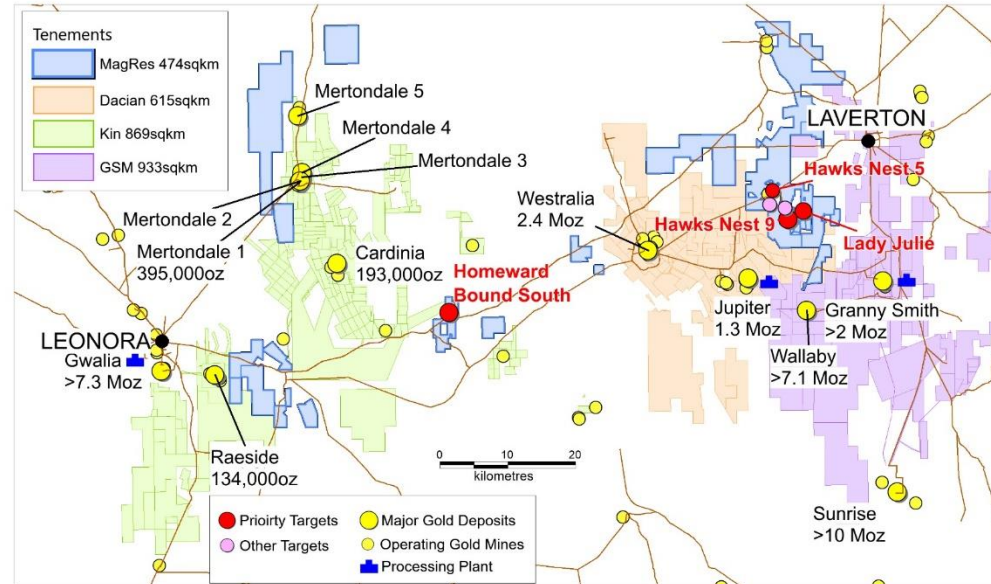 Tenements
MagRes 474sqkm
Dacian 615sqkm
Kin 869sqkm
GSM 933sqkm
Mertondale 5
Mertondale 4
Mertondale 3
Mertondale 2
Mertondale 1
395,000oz
Cardinia
193,000oz
Homeward
Bound South
LEONORA
Gwalia
>7.3 Moz
Raeside
134,000oz
Westralia
2.4 Moz
LAVERTON
Hawks Nest 5
Hawks Nest 9
Lady Julie
Jupiter
1.3 Moz
Granny Smith
>2 Moz
Wallaby
>7.1 Moz
Sunrise
>10 Moz
0 10 20
kilometres
Prioirty Targets
Other Targets
Major Gold Deposits
Operating Gold Mines
Processing Plant